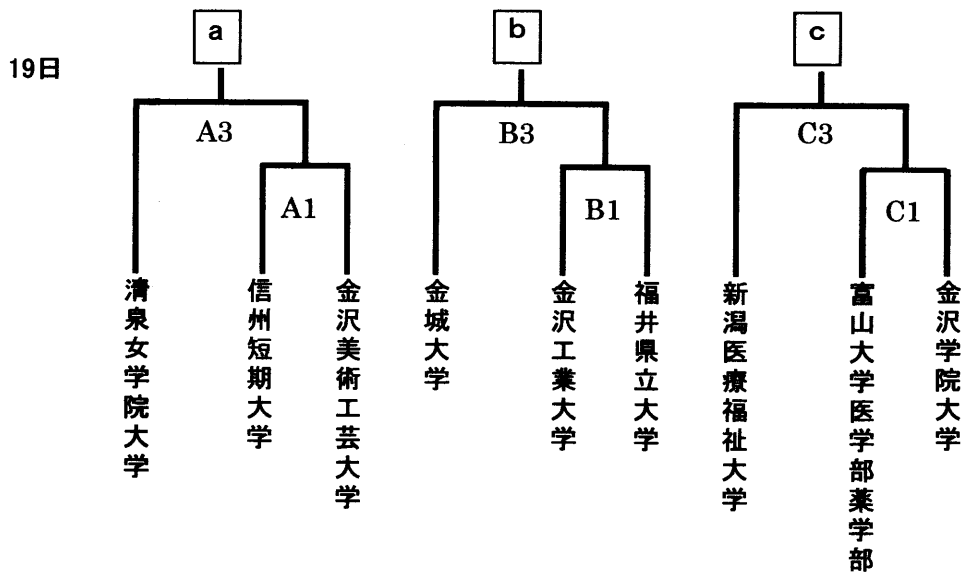 a
b
c
19日
A3
B3
C3
A1
B1
C1
清泉女学院大学
信州短期大学
金沢美術工芸大学
金城大学
金沢工業大学
福井県立大学
新潟医療福祉大学
富山大学医学部薬学部
金沢学院大学